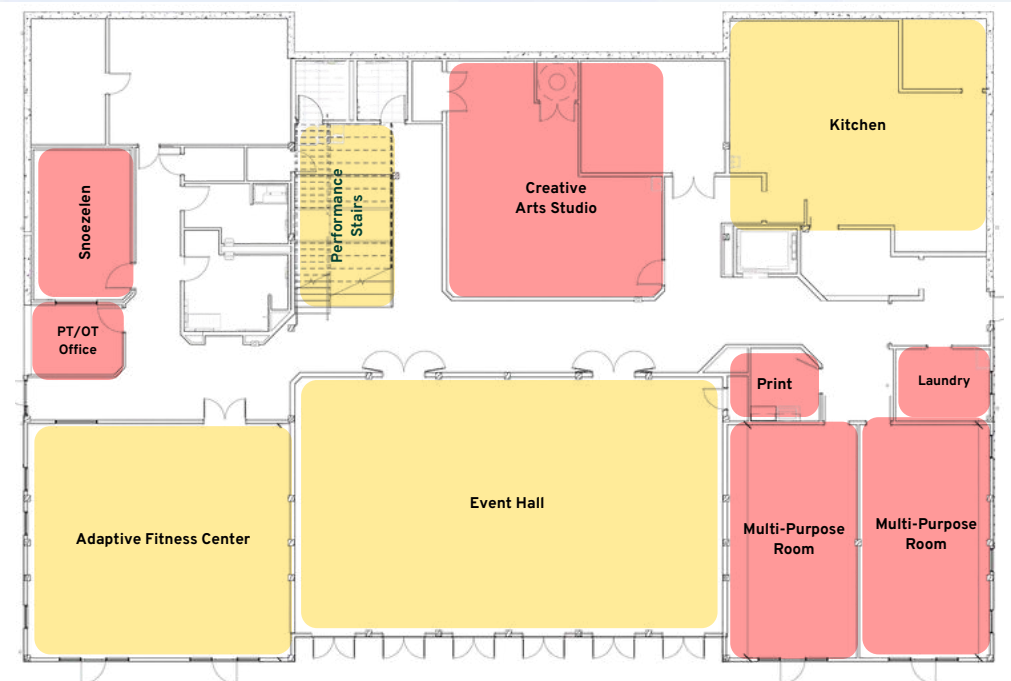 Kitchen
Creative
Arts Studio
Performance
Stairs
Snoezelen
PT/OT
Office
Print
Laundry
Event Hall
Adaptive Fitness Center
Multi-Purpose
Room
Multi-Purpose
Room